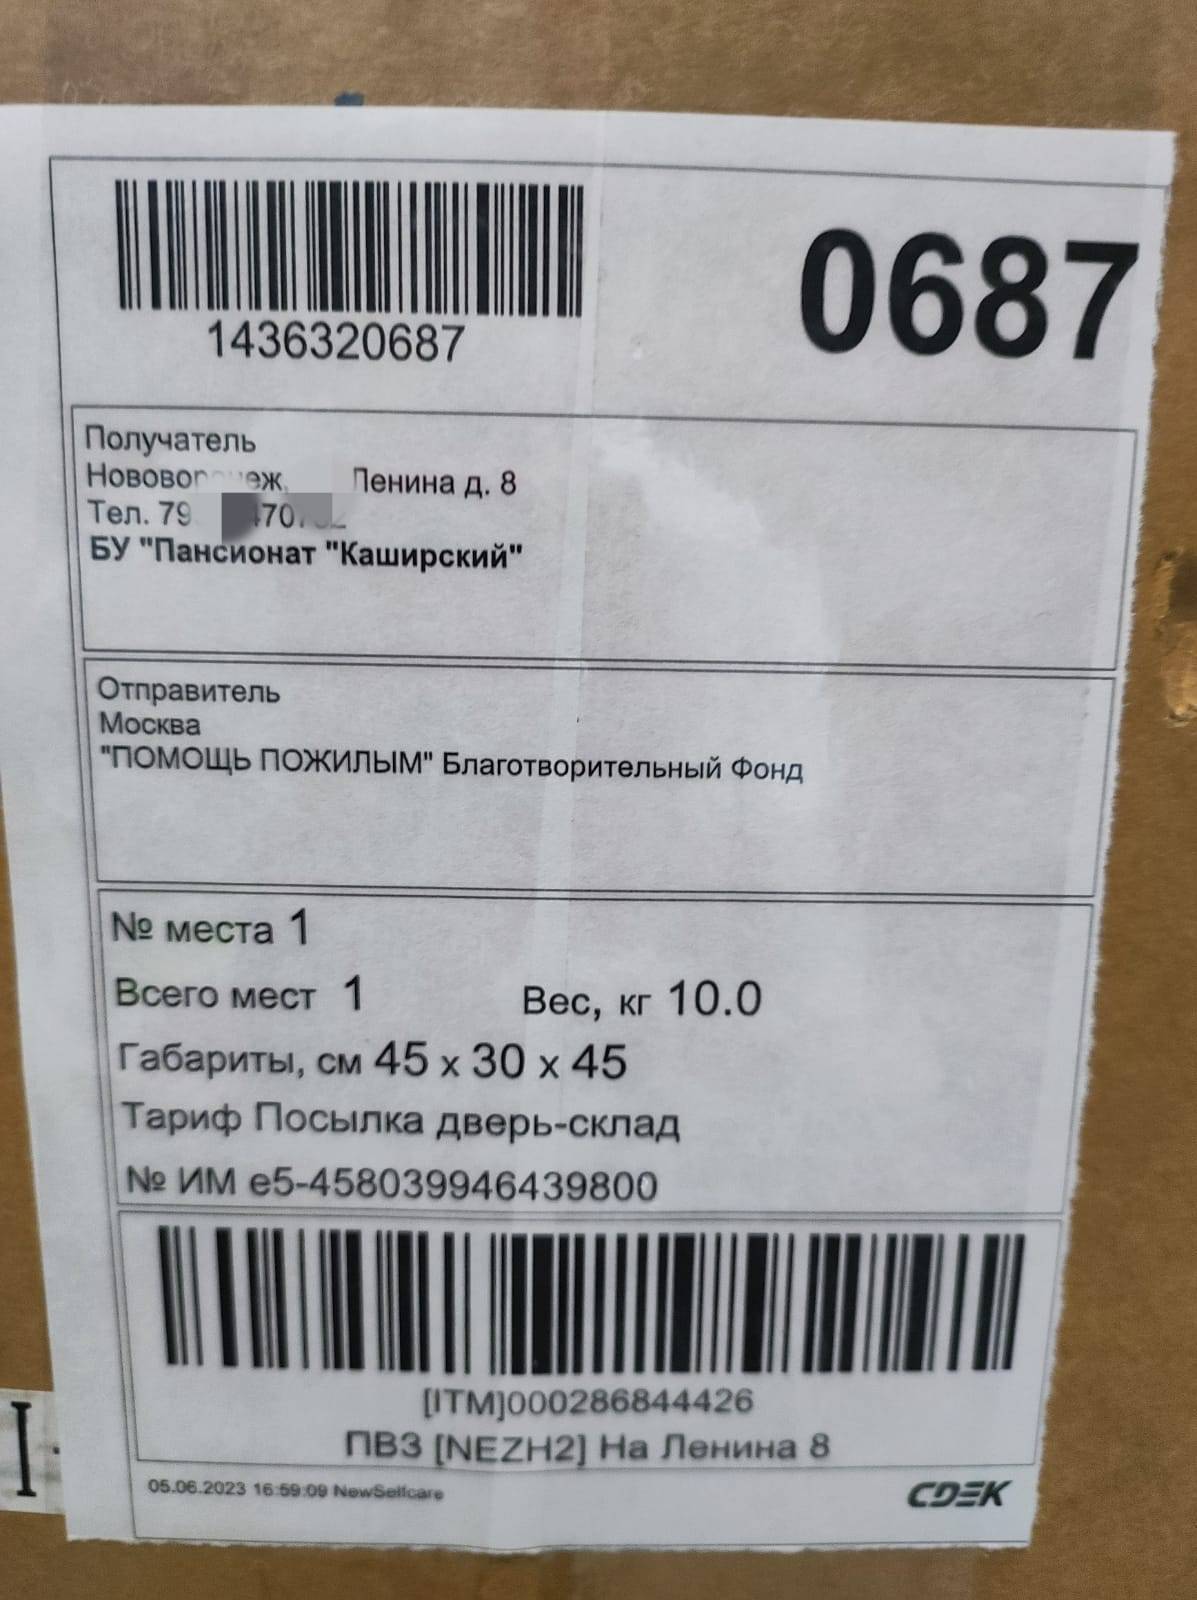 1436320687
0687
Получатель
Ленина д. 8
Тел.
БУ "Пансионат "Каширский"
Отправитель
Москва
"ПОМОЩЬ ПОЖИЛЫМ" Благотворительный Фонд
№ места 1
Всего мест 1 Вес, кг 10.0
Габариты, см 45 x 30 x 45
Тариф Посылка дверь-склад
№ ИМ e5-458039946439800
[ITM]000286844426
ПВЗ [NEZH2] На Ленина 8
05.06.2023 16:59:09 NewSelfcare
CDEK